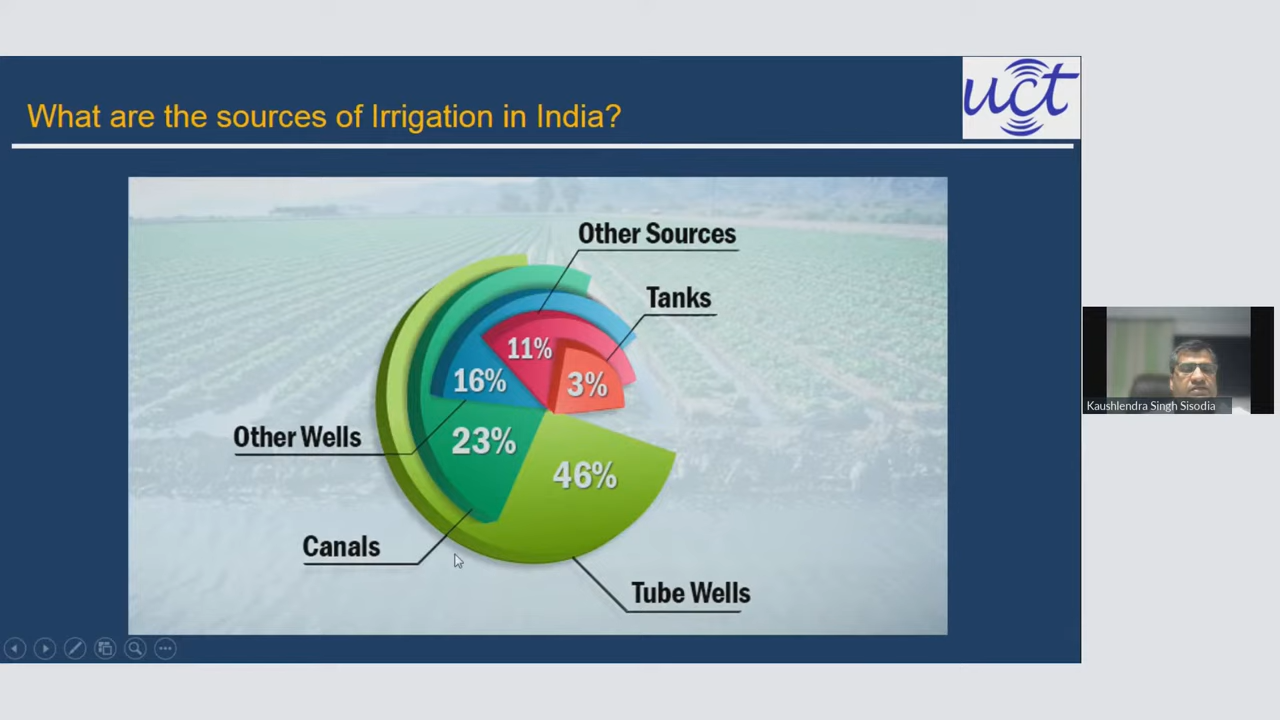 What are the sources of Irrigation in India?
uct
Other Sources
Tanks
11%
3%
16%
Other Wells
23%
46%
Canals
Tube Wells
Kaushlendra Singh Sisodia